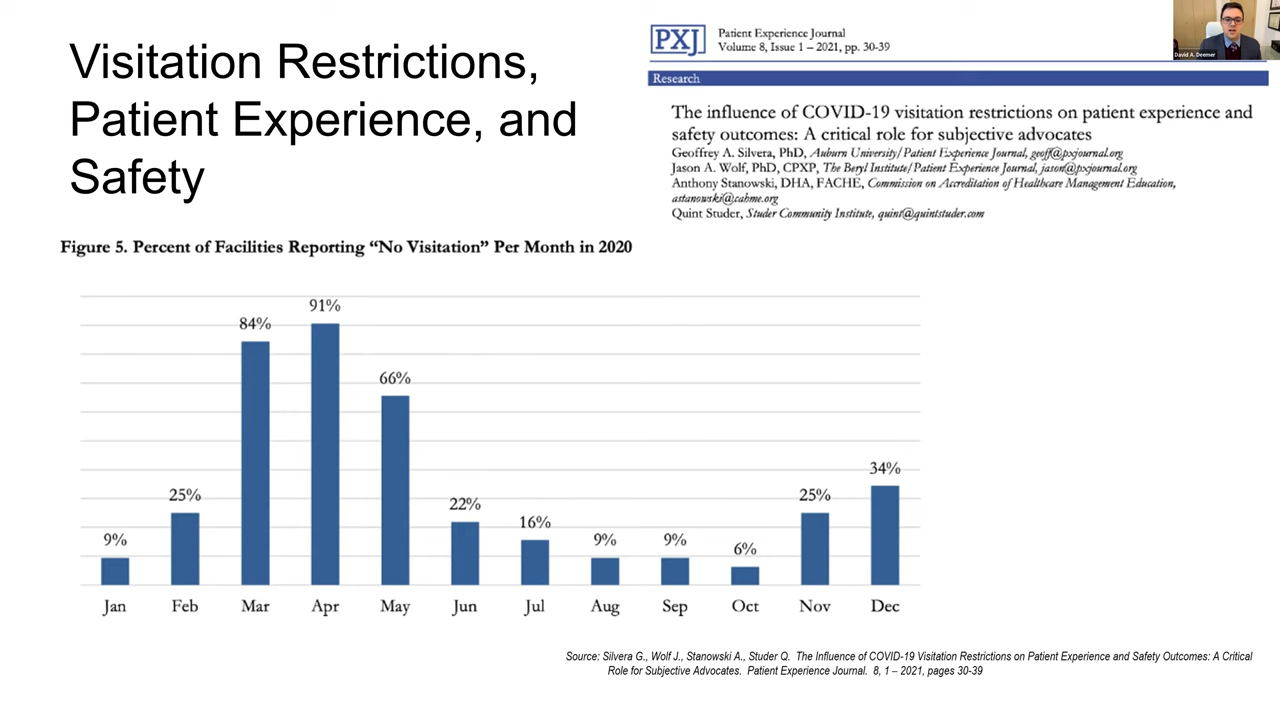 Visitation Restrictions,
Patient Experience, and
Safety
PXJ
Patient Experience Journal
Volume 8, Issue 1 – 2021, pp. 30-39
David A. Deemer
Research
The influence of COVID-19 visitation restrictions on patient experience and
safety outcomes: A critical role for subjective advocates
Geoffrey A. Silvera, PhD, Auburn University/Patient Experience Journal, geoff@pxjournal.org
Jason A. Wolf, PhD, CPXP, The Beryl Institute/Patient Experience Journal, jason@pxjournal.org
Anthony Stanowski, DHA, FACHE, Commission on Accreditation of Healthcare Management Education,
astanowski@cahme.org
Quint Studer, Studer Community Institute, quint@quintstuder.com
Figure 5. Percent of Facilities Reporting “No Visitation” Per Month in 2020
9% 25% 84% 91% 66% 22% 16% 9% 9% 6% 25% 34%
Jan Feb Mar Apr May Jun Jul Aug Sep Oct Nov Dec
Source: Silvera G., Wolf J., Stanowski A., Studer Q. The Influence of COVID-19 Visitation Restrictions on Patient Experience and Safety Outcomes: A Critical
Role for Subjective Advocates. Patient Experience Journal. 8, 1 – 2021, pages 30-39